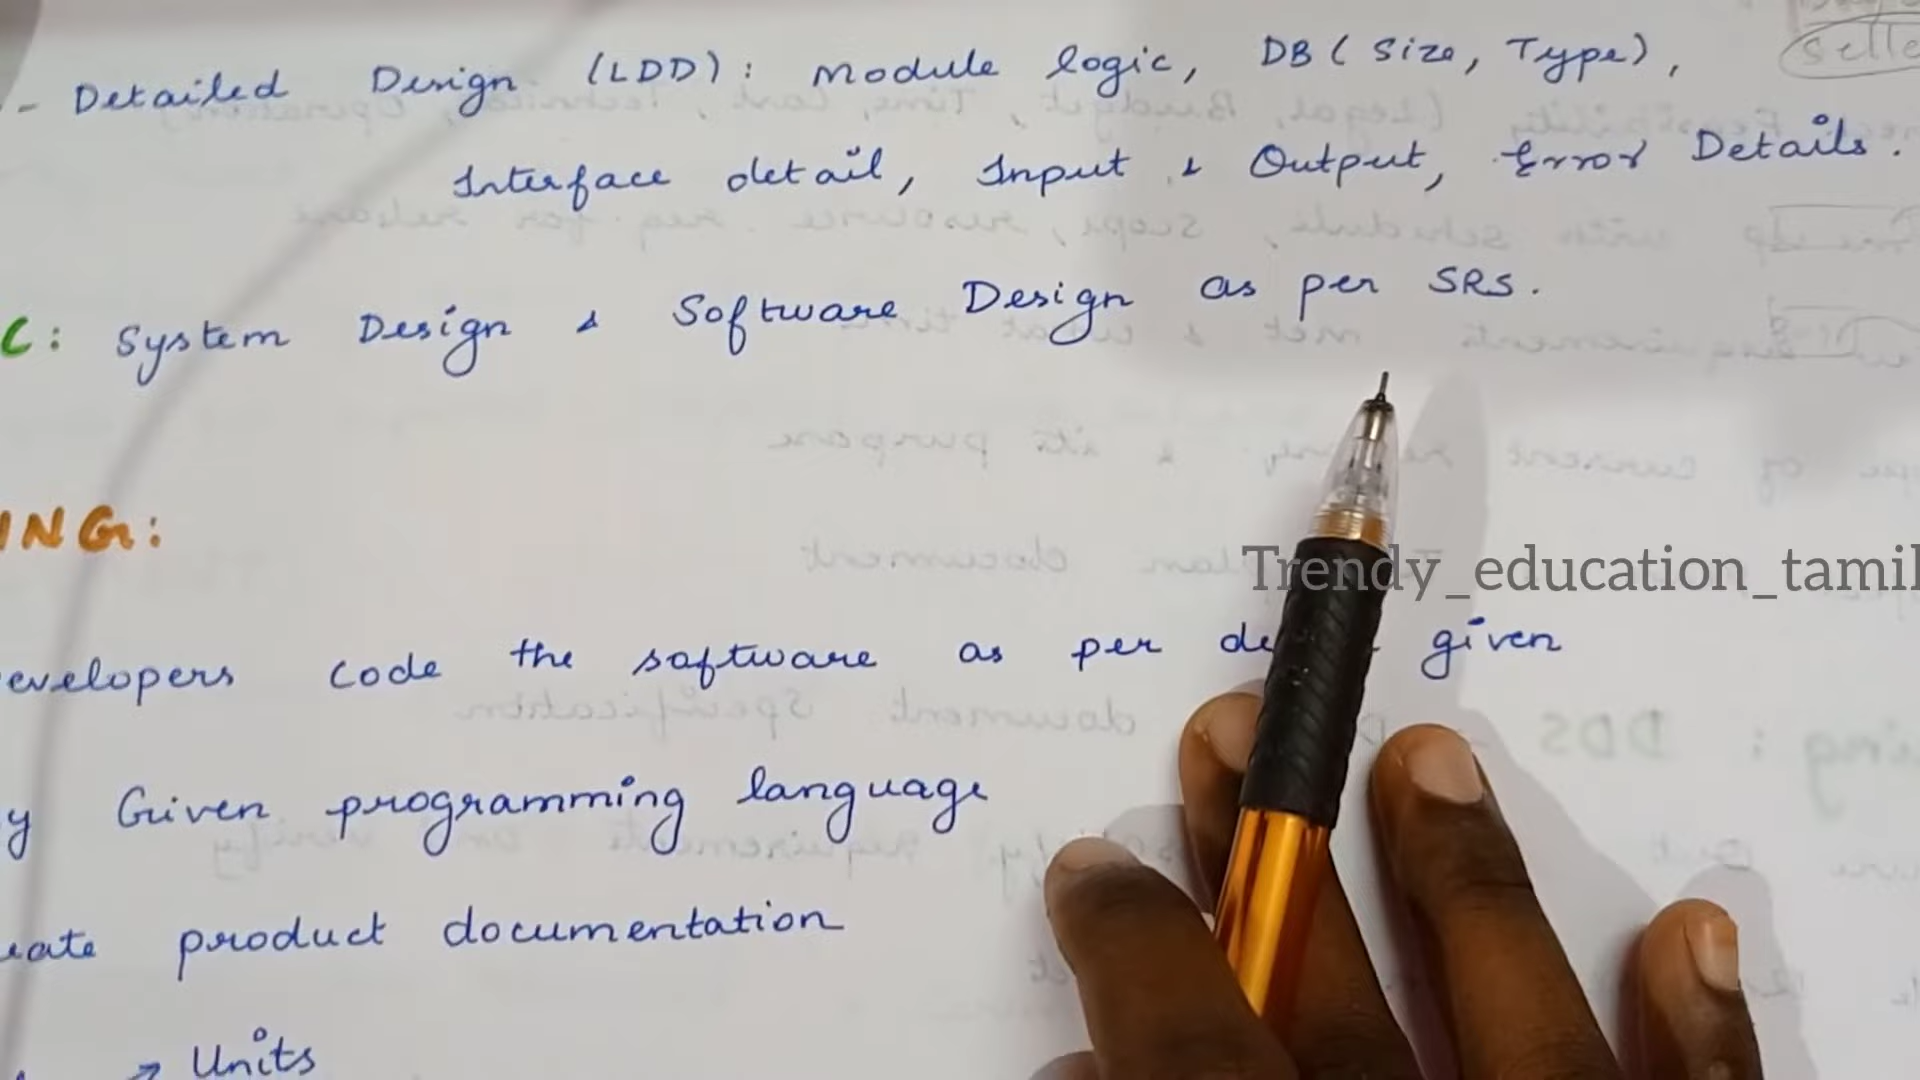 - Detailed Design (LDD): Module logic, DB (Size, Type),
Interface detail, Input & Output, Error Details.
C: System Design & Software Design as per SRS.
ING:
Trendy_education_tamil
evelopers code the software as per given
y Given programming language
eate product documentation
→ Units